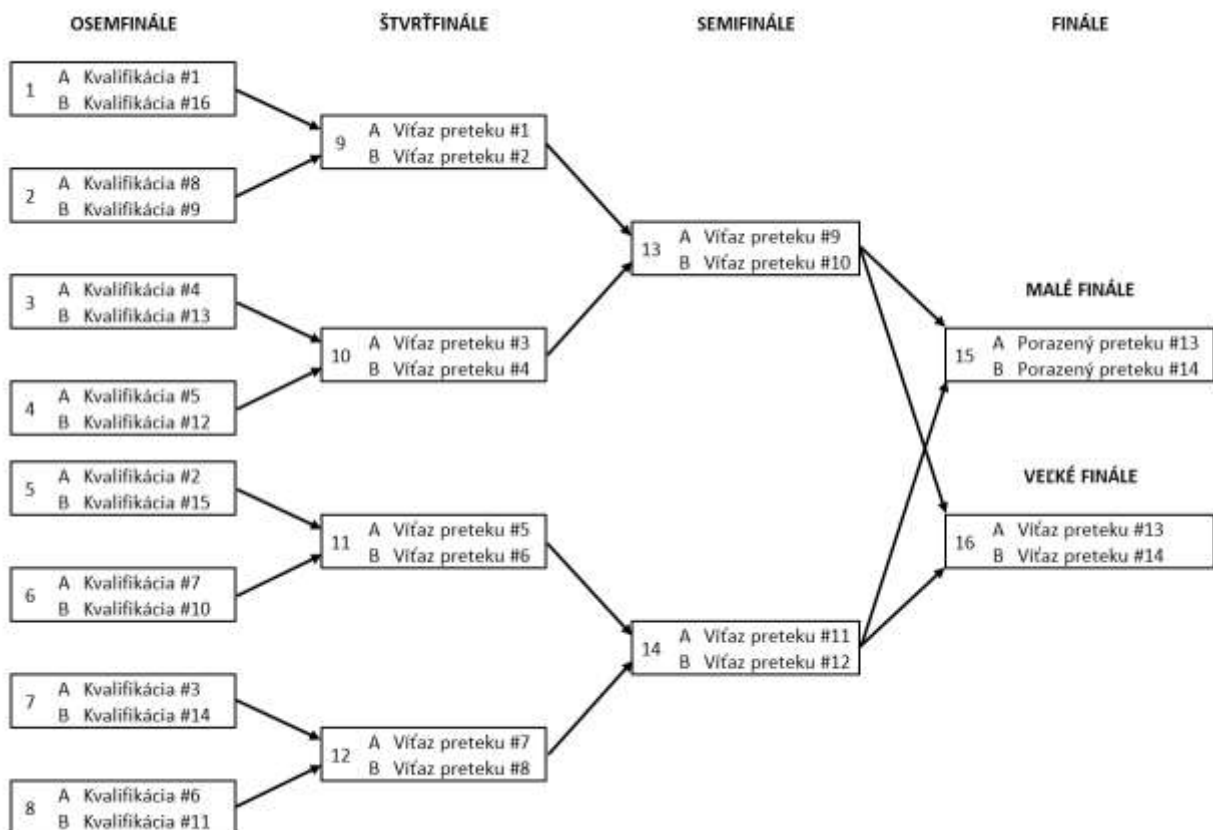 OSEMFINÁLE
ŠTVRŤFINÁLE
SEMIFINÁLE
FINÁLE
1
A Kvalifikácia #1
B Kvalifikácia #16
2
A Kvalifikácia #8
B Kvalifikácia #9
3
A Kvalifikácia #4
B Kvalifikácia #13
4
A Kvalifikácia #5
B Kvalifikácia #12
5
A Kvalifikácia #2
B Kvalifikácia #15
6
A Kvalifikácia #7
B Kvalifikácia #10
7
A Kvalifikácia #3
B Kvalifikácia #14
8
A Kvalifikácia #6
B Kvalifikácia #11
9
A Víťaz preteku #1
B Víťaz preteku #2
10
A Víťaz preteku #3
B Víťaz preteku #4
11
A Víťaz preteku #5
B Víťaz preteku #6
12
A Víťaz preteku #7
B Víťaz preteku #8
13
A Víťaz preteku #9
B Víťaz preteku #10
14
A Víťaz preteku #11
B Víťaz preteku #12
MALÉ FINÁLE
15
A Porazený preteku #13
B Porazený preteku #14
VEĽKÉ FINÁLE
16
A Víťaz preteku #13
B Víťaz preteku #14